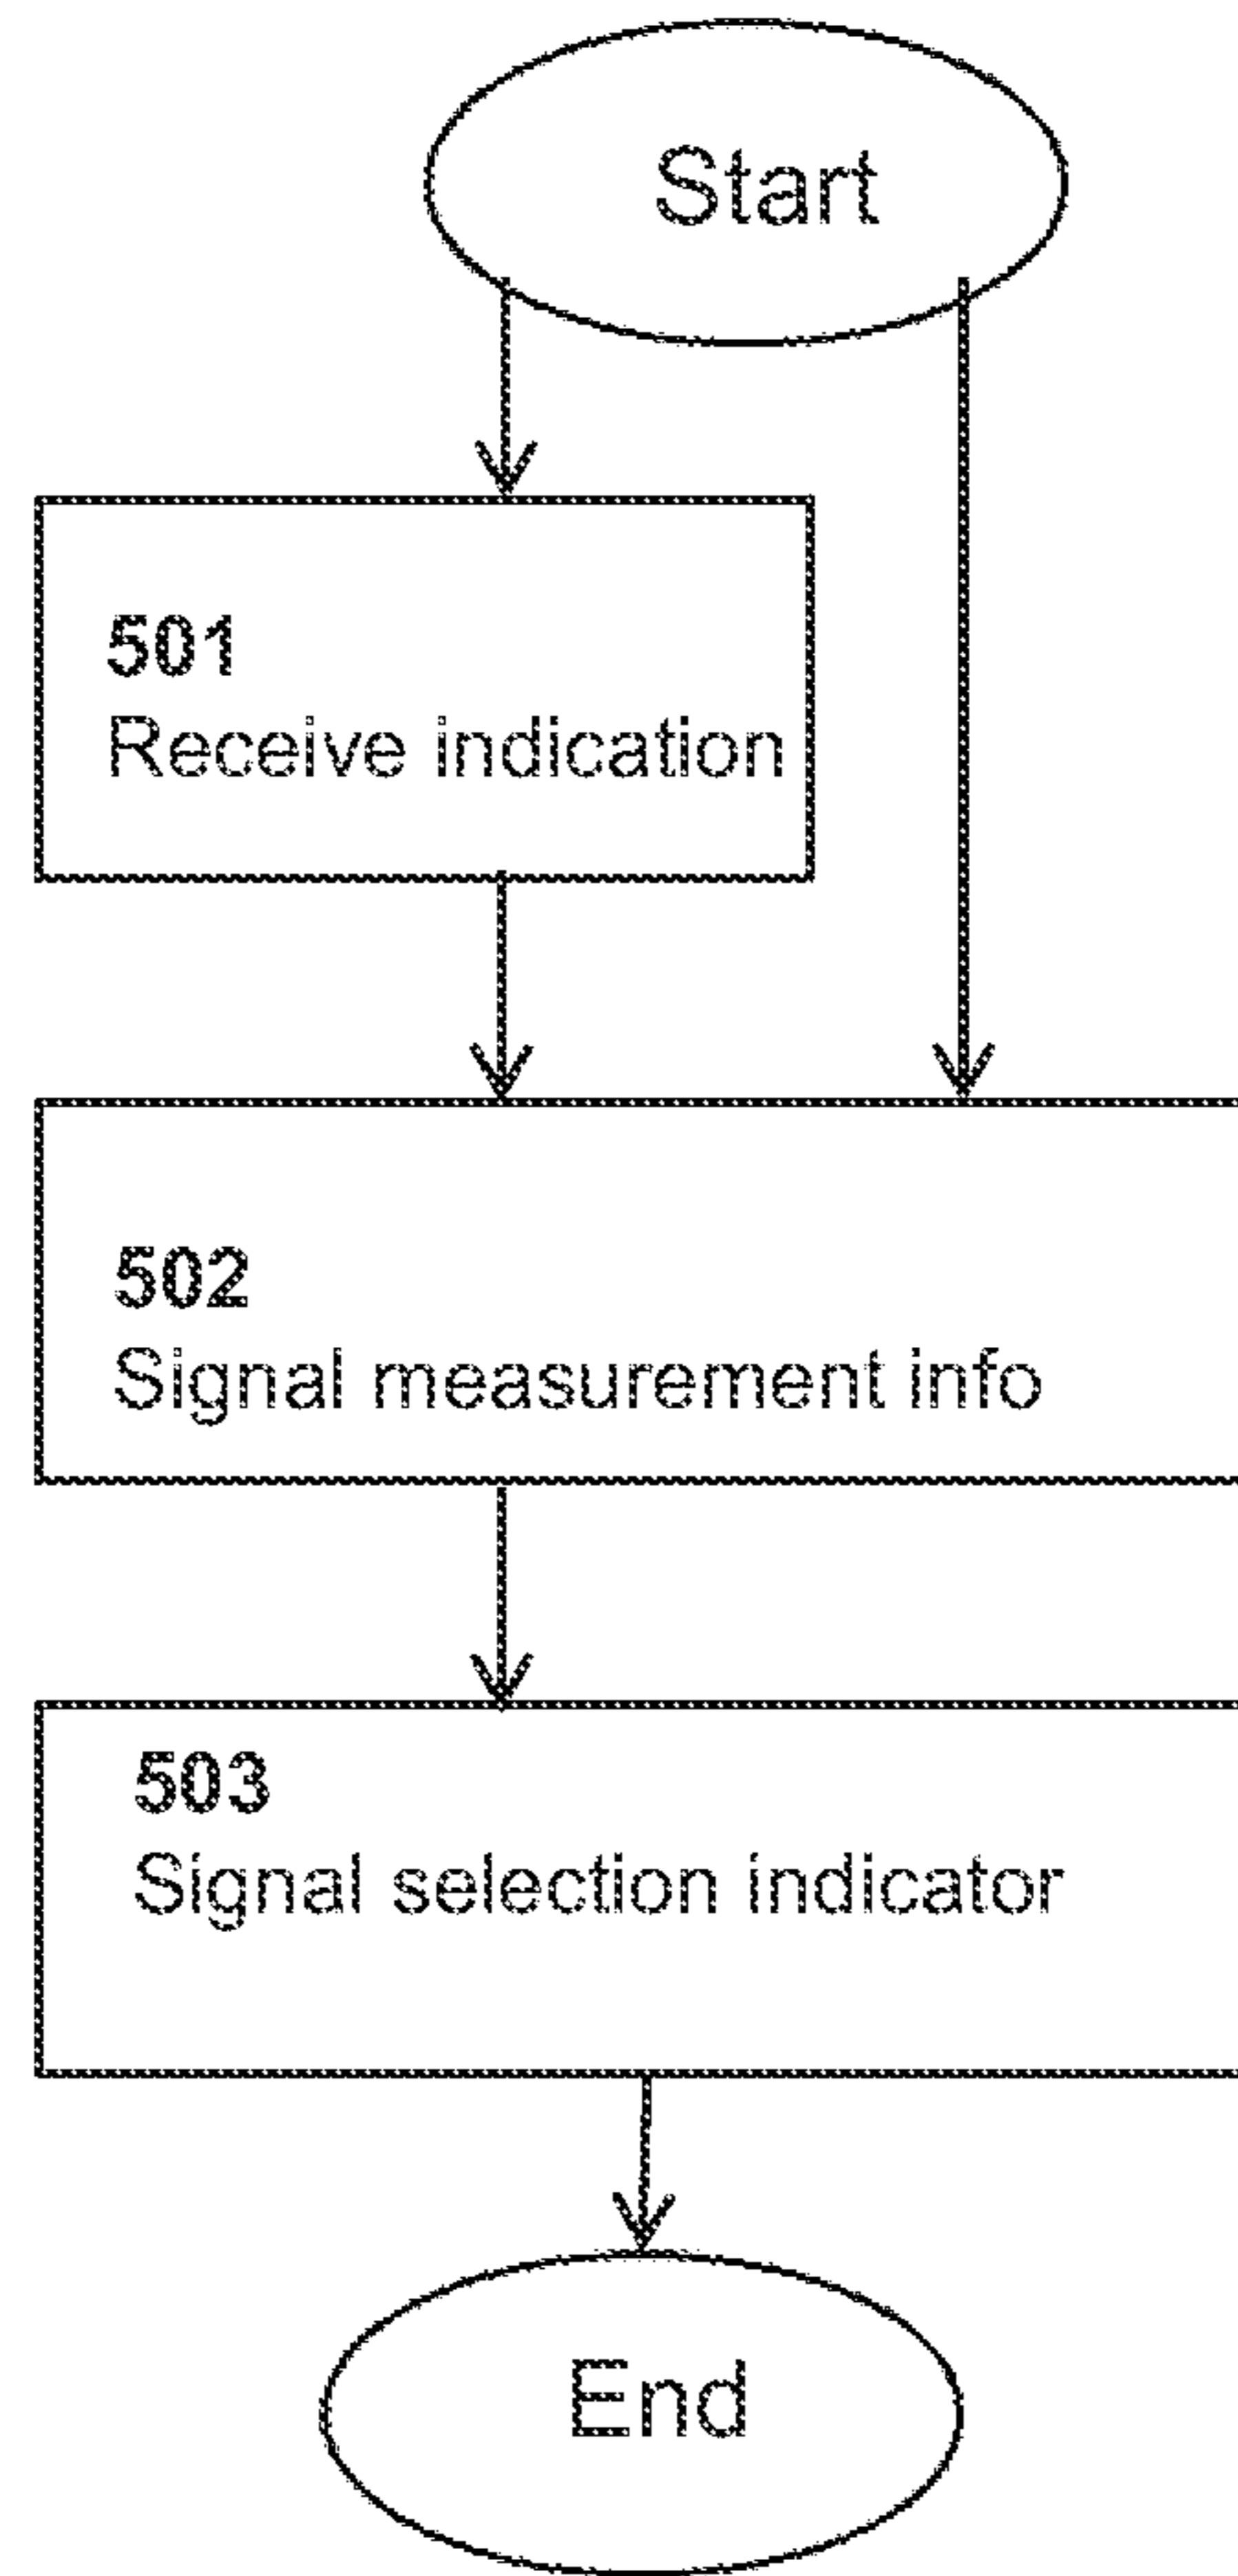 Start
501
Receive indication
502
Signal measurement info
503
Signal selection indicator
End